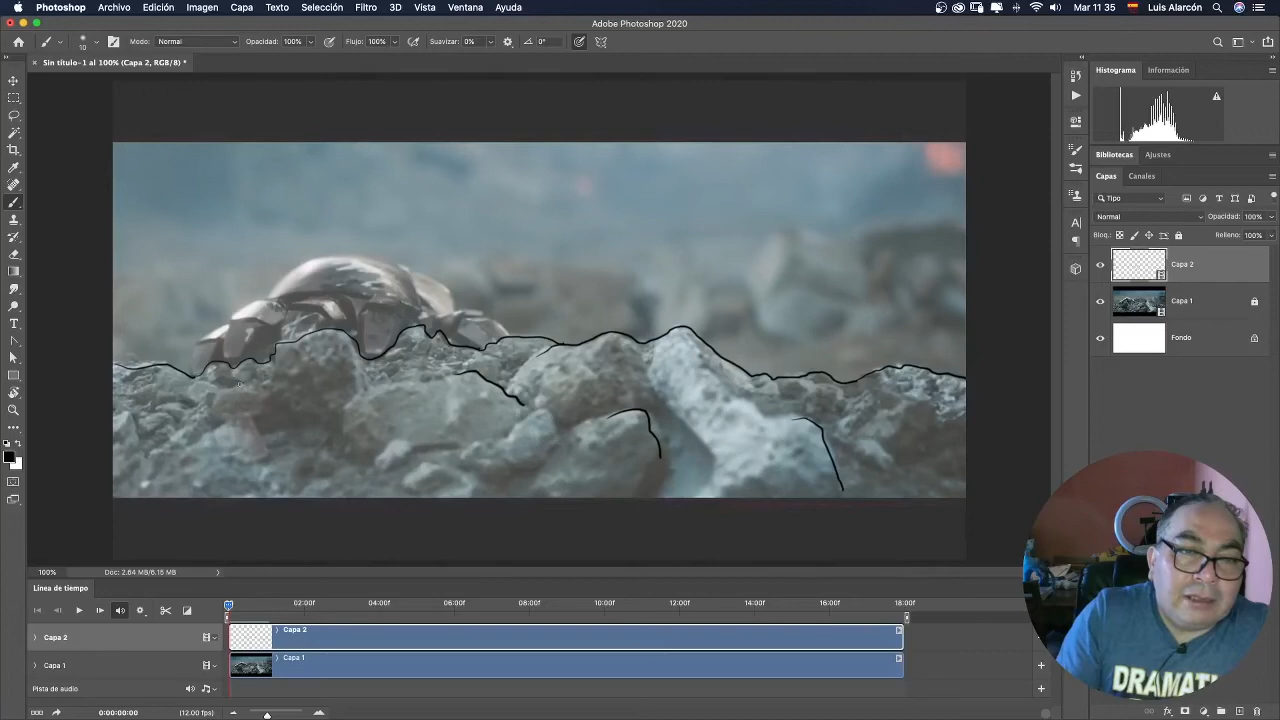 Photoshop Archivo Edición Imagen Capa Texto Selección Filtro 3D Vista Ventana Ayuda
Mar 11 35 Luis Alarcón
Adobe Photoshop 2020
10 Modo: Normal Opacidad: 100% Flujo: 100% Suavizar: 0% 0°
Sin título-1 al 100% (Capa 2, RGB/8) *
Histograma Información
Bibliotecas Ajustes
Capas Canales
Tipo
Normal Opacidad: 100%
Bloq.: Relleno: 100%
Capa 2
Capa 1
Fondo
DRAMATI
100% Doc: 2.64 MB/6.15 MB
Línea de tiempo
02:00f 04:00f 06:00f 08:00f 10:00f 12:00f 14:00f 16:00f 18:00f
Capa 2 Capa 2
Capa 1 Capa 1
Pista de audio
0:00:00:00 (12.00 fps)